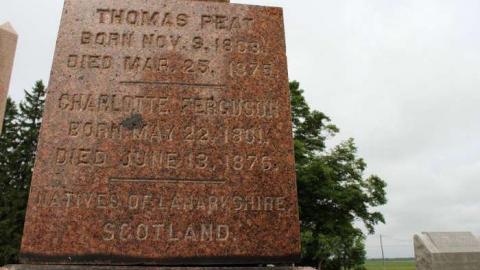 THOMAS PEAT
BORN NOV. 9.
DIED MAR. 25, 1875.
CHARLOTTE FERGUSON
BORN MAY 22, 1801.
DIED JUNE 13, 1875.
NATIVES OF LANARKSHIRE,
SCOTLAND.